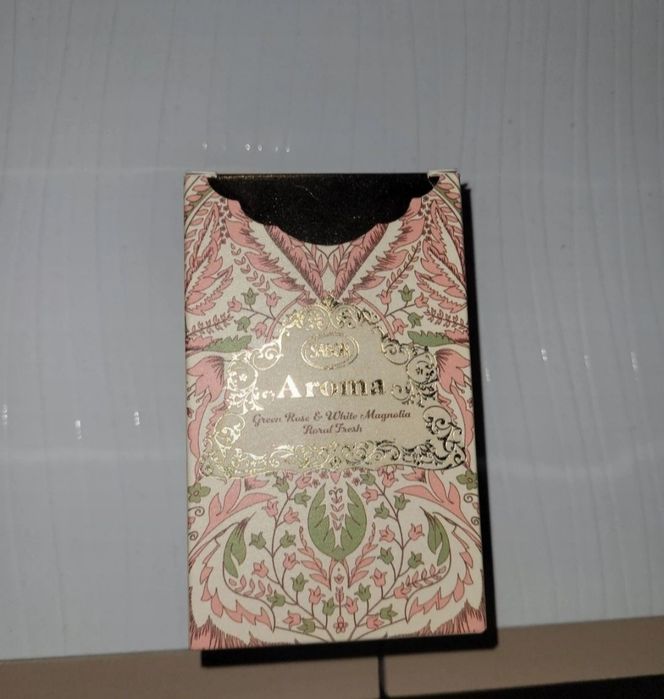 SABON
Aroma
Green Rose & White Magnolia
Floral Fresh